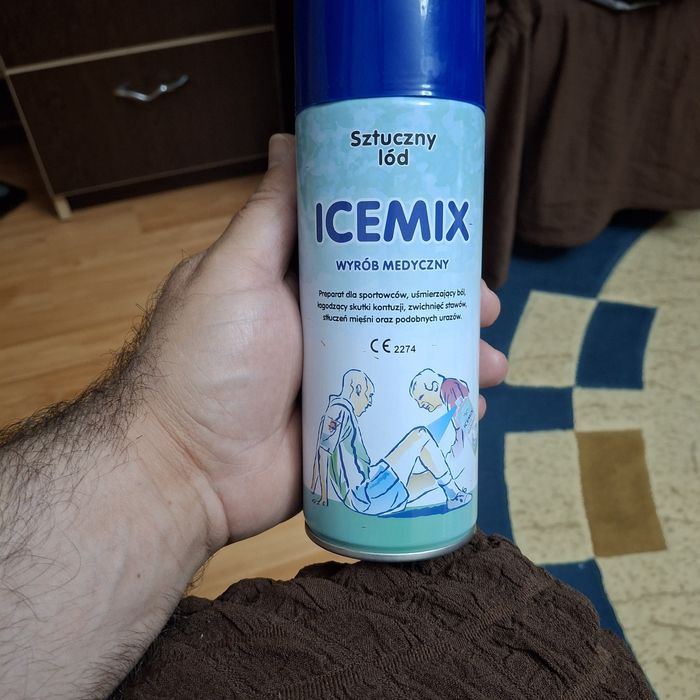 Sztuczny
lód
ICEMIX
WYRÓB MEDYCZNY
Preparat dla sportowców, uśmierzający ból,
łagodzący skutki kontuzji, zwichnięć stawów,
stłuczeń mięśni oraz podobnych urazów.
CE 2274